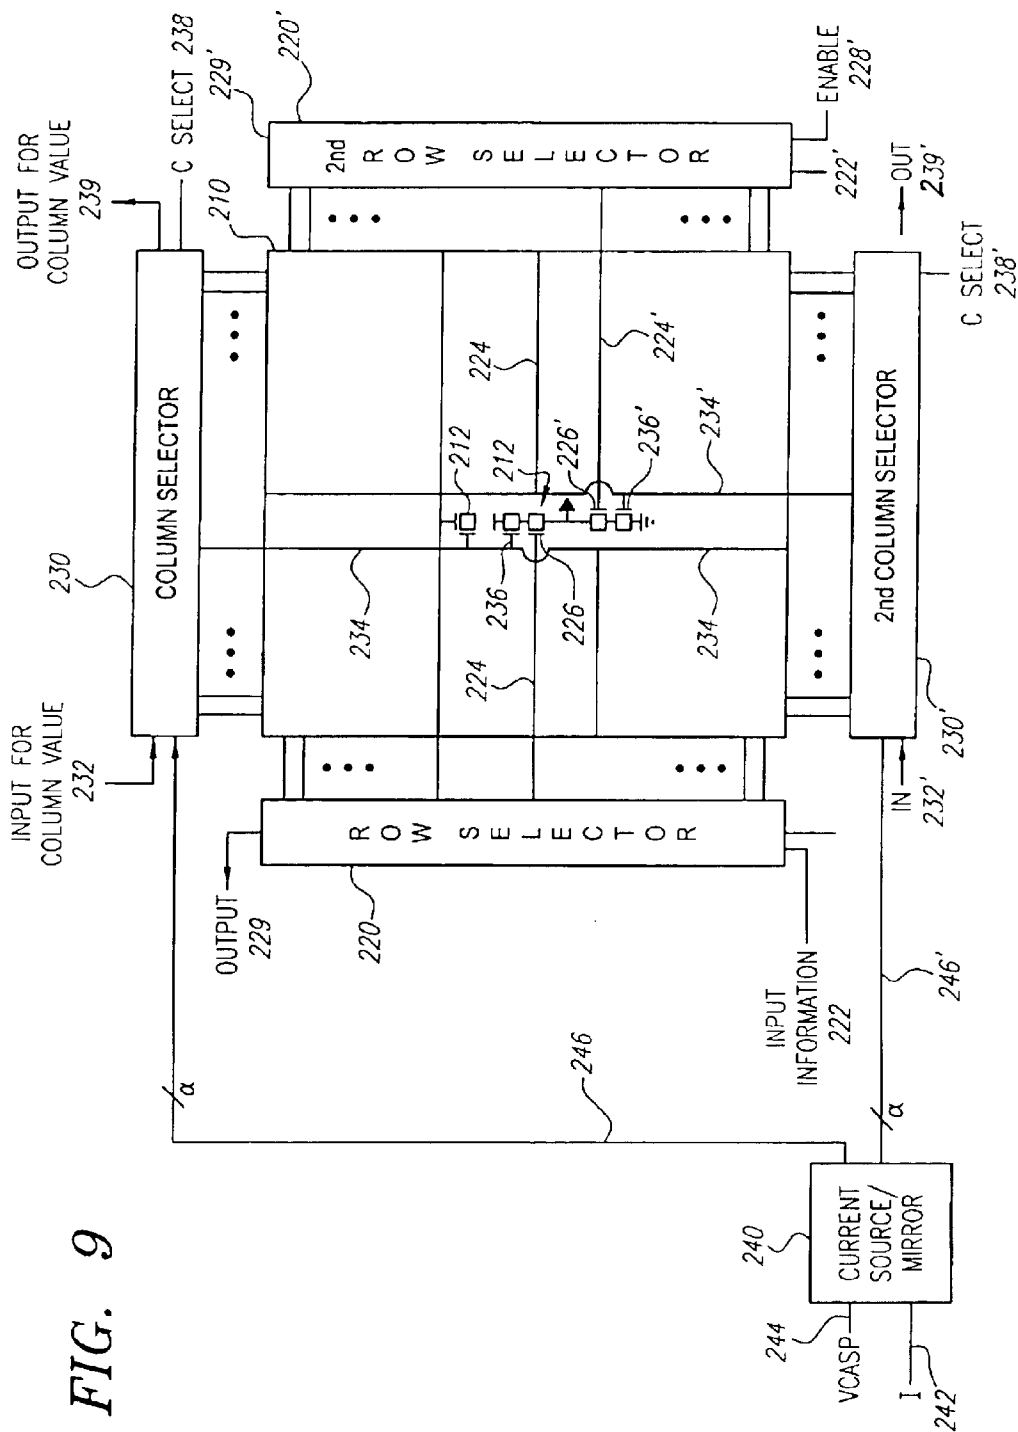 FIG. 9
OUTPUT FOR
COLUMN VALUE
239
C SELECT 238
229'
220'
210
INPUT FOR
COLUMN VALUE
232
230
COLUMN SELECTOR
2nd
ROW SELECTOR
ENABLE
228'
222'
OUTPUT
229
220
ROW SELECTOR
INPUT
INFORMATION
222
234
224
236
226
212
212
226'
236'
224
224'
234'
234
2nd COLUMN SELECTOR
230'
IN
232'
OUT
239'
C SELECT
238'
246
α
246'
α
240
CURRENT
SOURCE/
MIRROR
VCASP
244
I
242